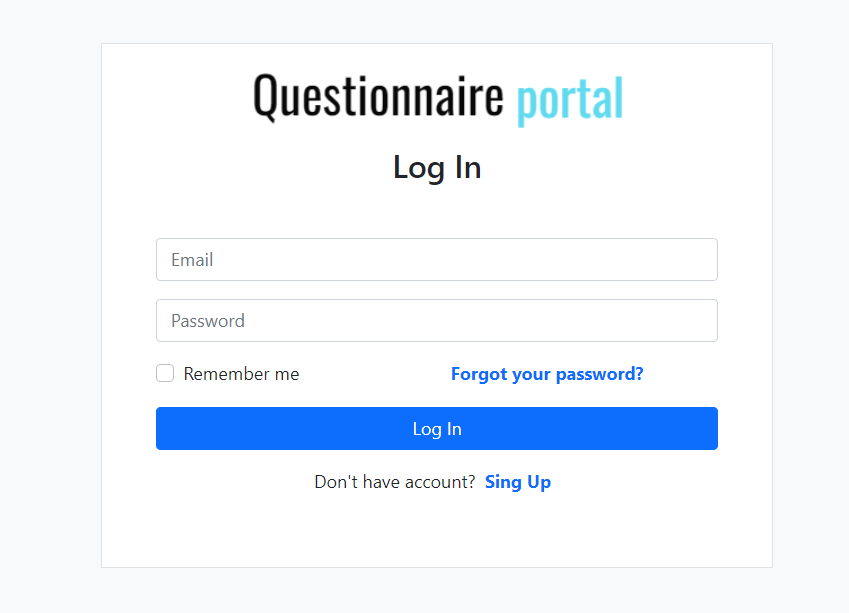 Questionnaire portal
Log In
Email
Password
Remember me Forgot your password?
Log In
Don't have account? Sing Up